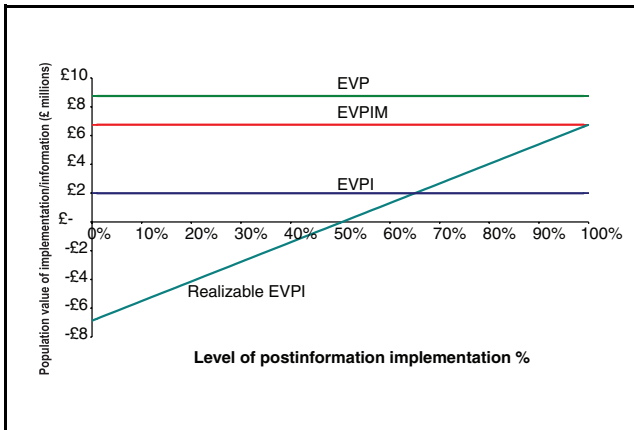 Population value of implementation/information (£ millions)
£10
£8
£6
£4
£2
£-
-£2
-£4
-£6
-£8
EVP
EVPIM
EVPI
0% 10% 20% 30% 40% 50% 60% 70% 80% 90% 100%
Realizable EVPI
Level of postinformation implementation %